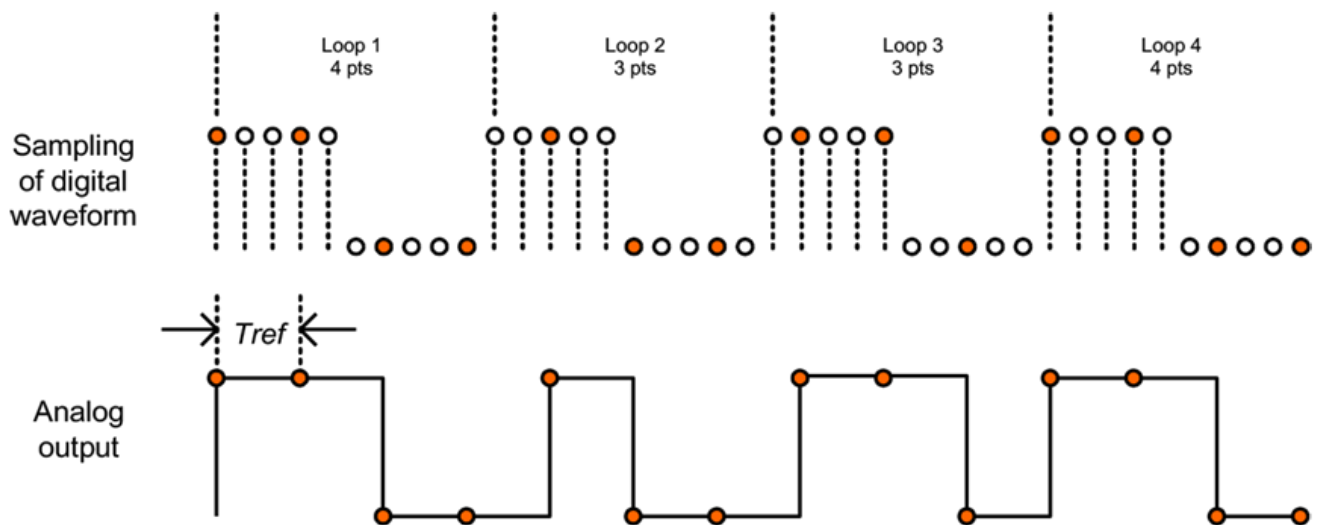 Loop 1
4 pts
Loop 2
3 pts
Loop 3
3 pts
Loop 4
4 pts
Sampling
of digital
waveform
Tref
Analog
output